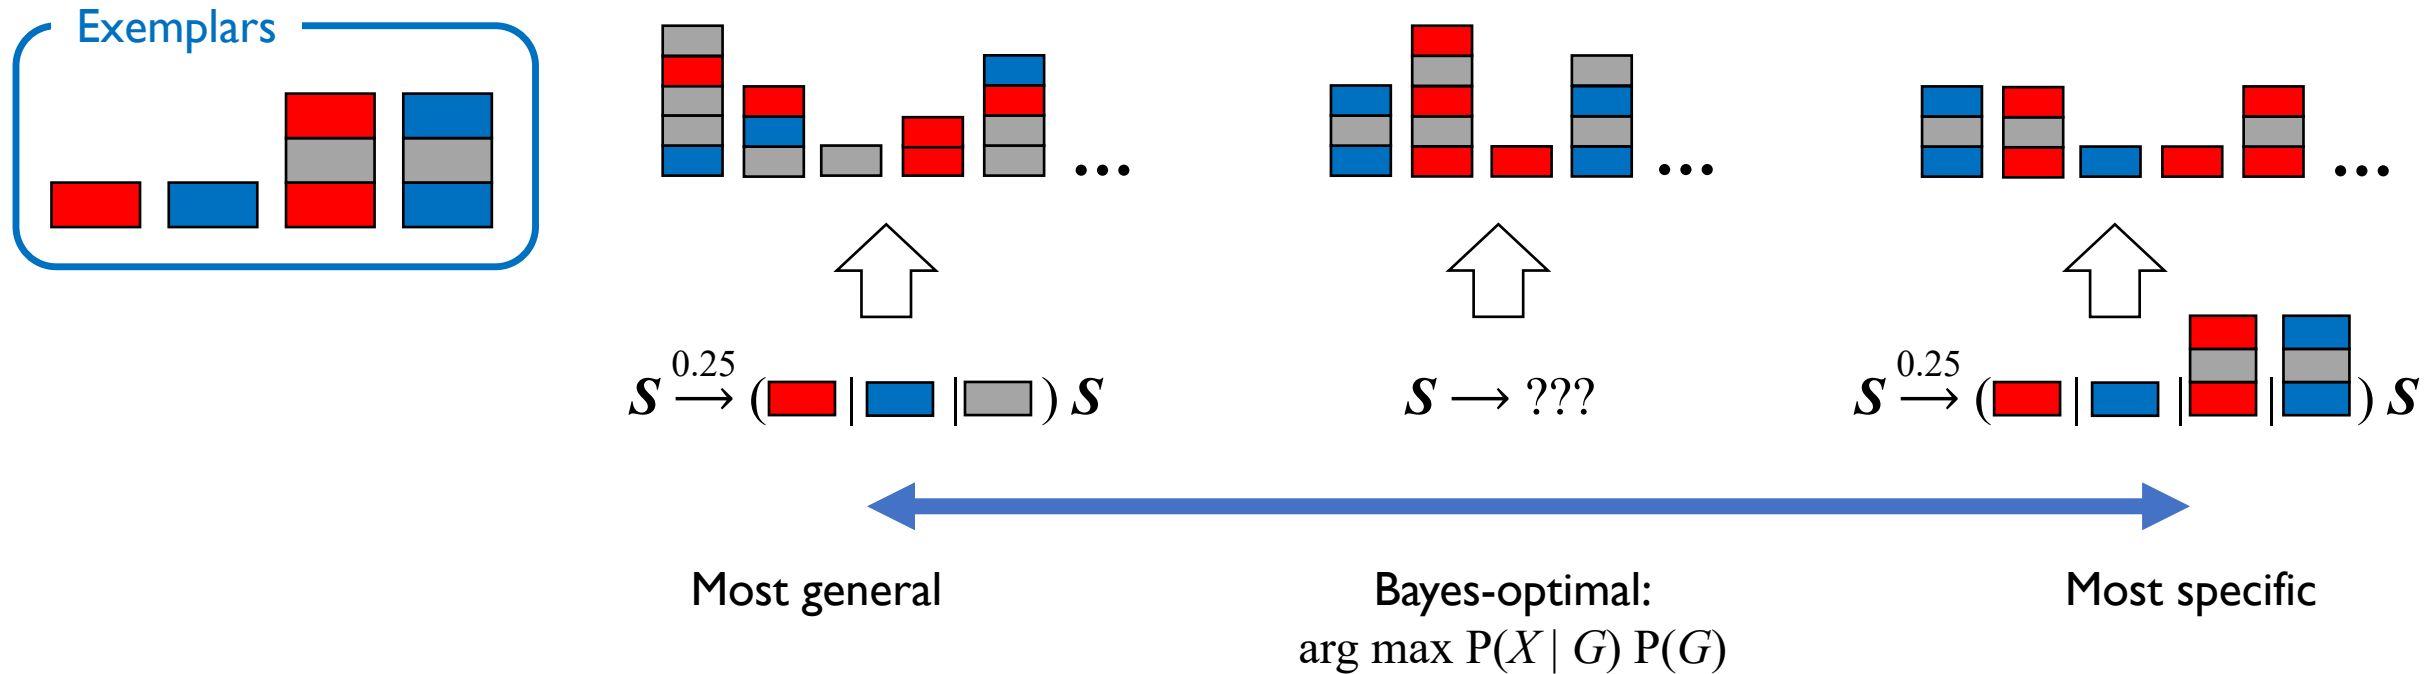 Exemplars
...
...
...
0.25
S → ( | | ) S
S → ???
0.25
S → ( | | | ) S
Most general
Bayes-optimal:
arg max P(X | G) P(G)
Most specific